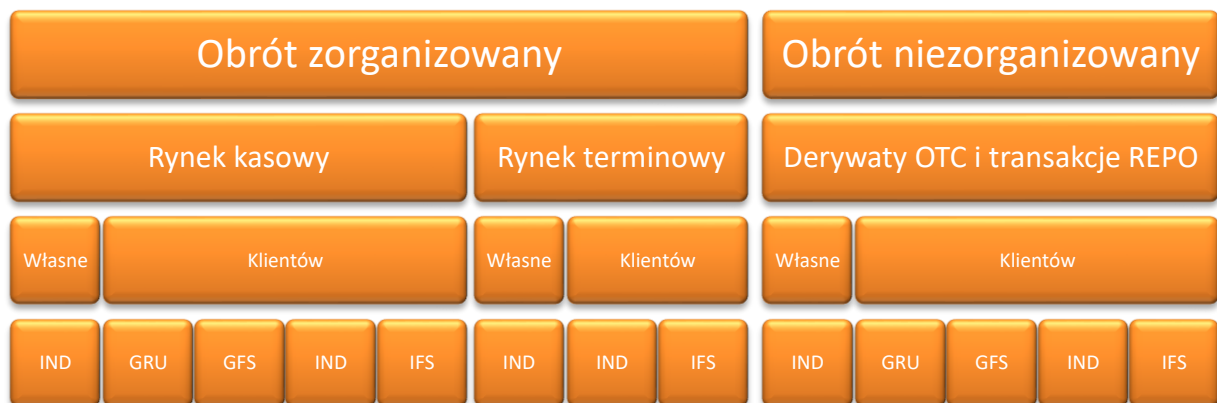 Obrót zorganizowany Obrót niezorganizowany
Rynek kasowy Rynek terminowy Derywaty OTC i transakcje REPO
Własne Klientów Własne Klientów Własne Klientów
IND GRU GFS IND IFS IND IND IFS IND GRU GFS IND IFS